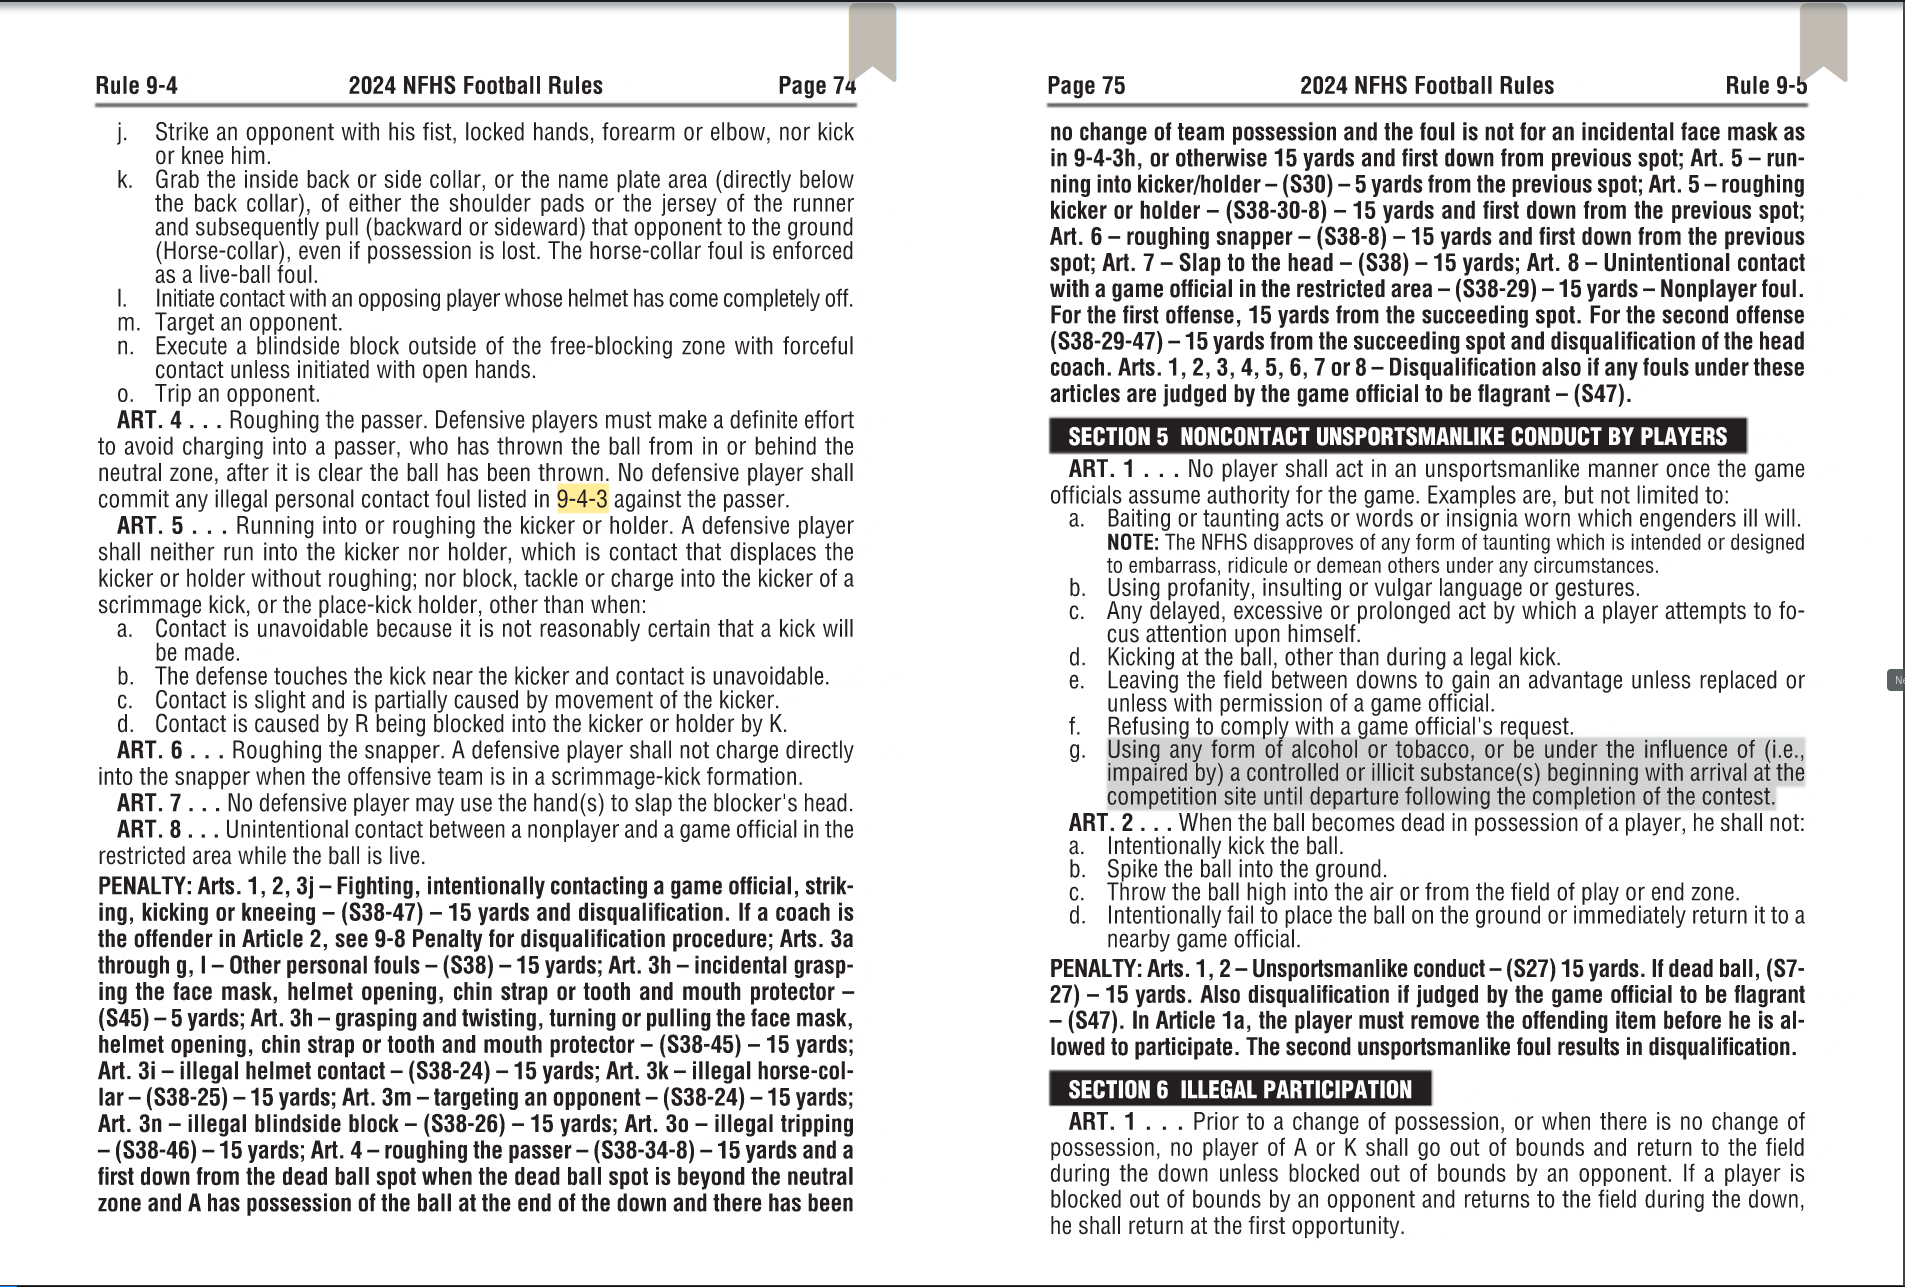 Rule 9-4 2024 NFHS Football Rules Page 74
j. Strike an opponent with his fist, locked hands, forearm or elbow, nor kick
or knee him.
k. Grab the inside back or side collar, or the name plate area (directly below
the back collar), of either the shoulder pads or the jersey of the runner
and subsequently pull (backward or sideward) that opponent to the ground
(Horse-collar), even if possession is lost. The horse-collar foul is enforced
as a live-ball foul.
l. Initiate contact with an opposing player whose helmet has come completely off.
m. Target an opponent.
n. Execute a blindside block outside of the free-blocking zone with forceful
contact unless initiated with open hands.
o. Trip an opponent.
ART. 4 . . . Roughing the passer. Defensive players must make a definite effort
to avoid charging into a passer, who has thrown the ball from in or behind the
neutral zone, after it is clear the ball has been thrown. No defensive player shall
commit any illegal personal contact foul listed in 9-4-3 against the passer.
ART. 5 . . . Running into or roughing the kicker or holder. A defensive player
shall neither run into the kicker nor holder, which is contact that displaces the
kicker or holder without roughing; nor block, tackle or charge into the kicker of a
scrimmage kick, or the place-kick holder, other than when:
a. Contact is unavoidable because it is not reasonably certain that a kick will
be made.
b. The defense touches the kick near the kicker and contact is unavoidable.
c. Contact is slight and is partially caused by movement of the kicker.
d. Contact is caused by R being blocked into the kicker or holder by K.
ART. 6 . . . Roughing the snapper. A defensive player shall not charge directly
into the snapper when the offensive team is in a scrimmage-kick formation.
ART. 7 . . . No defensive player may use the hand(s) to slap the blocker's head.
ART. 8 . . . Unintentional contact between a nonplayer and a game official in the
restricted area while the ball is live.
PENALTY: Arts. 1, 2, 3j – Fighting, intentionally contacting a game official, strik-
ing, kicking or kneeing – (S38-47) – 15 yards and disqualification. If a coach is
the offender in Article 2, see 9-8 Penalty for disqualification procedure; Arts. 3a
through g, l – Other personal fouls – (S38) – 15 yards; Art. 3h – incidental grasp-
ing the face mask, helmet opening, chin strap or tooth and mouth protector –
(S45) – 5 yards; Art. 3h – grasping and twisting, turning or pulling the face mask,
helmet opening, chin strap or tooth and mouth protector – (S38-45) – 15 yards;
Art. 3i – illegal helmet contact – (S38-24) – 15 yards; Art. 3k – illegal horse-col-
lar – (S38-25) – 15 yards; Art. 3m – targeting an opponent – (S38-24) – 15 yards;
Art. 3n – illegal blindside block – (S38-26) – 15 yards; Art. 3o – illegal tripping
– (S38-46) – 15 yards; Art. 4 – roughing the passer – (S38-34-8) – 15 yards and a
first down from the dead ball spot when the dead ball spot is beyond the neutral
zone and A has possession of the ball at the end of the down and there has been
Page 75 2024 NFHS Football Rules Rule 9-5
no change of team possession and the foul is not for an incidental face mask as
in 9-4-3h, or otherwise 15 yards and first down from previous spot; Art. 5 – run-
ning into kicker/holder – (S30) – 5 yards from the previous spot; Art. 5 – roughing
kicker or holder – (S38-30-8) – 15 yards and first down from the previous spot;
Art. 6 – roughing snapper – (S38-8) – 15 yards and first down from the previous
spot; Art. 7 – Slap to the head – (S38) – 15 yards; Art. 8 – Unintentional contact
with a game official in the restricted area – (S38-29) – 15 yards – Nonplayer foul.
For the first offense, 15 yards from the succeeding spot. For the second offense
(S38-29-47) – 15 yards from the succeeding spot and disqualification of the head
coach. Arts. 1, 2, 3, 4, 5, 6, 7 or 8 – Disqualification also if any fouls under these
articles are judged by the game official to be flagrant – (S47).
SECTION 5 NONCONTACT UNSPORTSMANLIKE CONDUCT BY PLAYERS
ART. 1 . . . No player shall act in an unsportsmanlike manner once the game
officials assume authority for the game. Examples are, but not limited to:
a. Baiting or taunting acts or words or insignia worn which engenders ill will.
NOTE: The NFHS disapproves of any form of taunting which is intended or designed
to embarrass, ridicule or demean others under any circumstances.
b. Using profanity, insulting or vulgar language or gestures.
c. Any delayed, excessive or prolonged act by which a player attempts to fo-
cus attention upon himself.
d. Kicking at the ball, other than during a legal kick.
e. Leaving the field between downs to gain an advantage unless replaced or
unless with permission of a game official.
f. Refusing to comply with a game official's request.
g. Using any form of alcohol or tobacco, or be under the influence of (i.e.,
impaired by) a controlled or illicit substance(s) beginning with arrival at the
competition site until departure following the completion of the contest.
ART. 2 . . . When the ball becomes dead in possession of a player, he shall not:
a. Intentionally kick the ball.
b. Spike the ball into the ground.
c. Throw the ball high into the air or from the field of play or end zone.
d. Intentionally fail to place the ball on the ground or immediately return it to a
nearby game official.
PENALTY: Arts. 1, 2 – Unsportsmanlike conduct – (S27) 15 yards. If dead ball, (S7-
27) – 15 yards. Also disqualification if judged by the game official to be flagrant
– (S47). In Article 1a, the player must remove the offending item before he is al-
lowed to participate. The second unsportsmanlike foul results in disqualification.
SECTION 6 ILLEGAL PARTICIPATION
ART. 1 . . . Prior to a change of possession, or when there is no change of
possession, no player of A or K shall go out of bounds and return to the field
during the down unless blocked out of bounds by an opponent. If a player is
blocked out of bounds by an opponent and returns to the field during the down,
he shall return at the first opportunity.